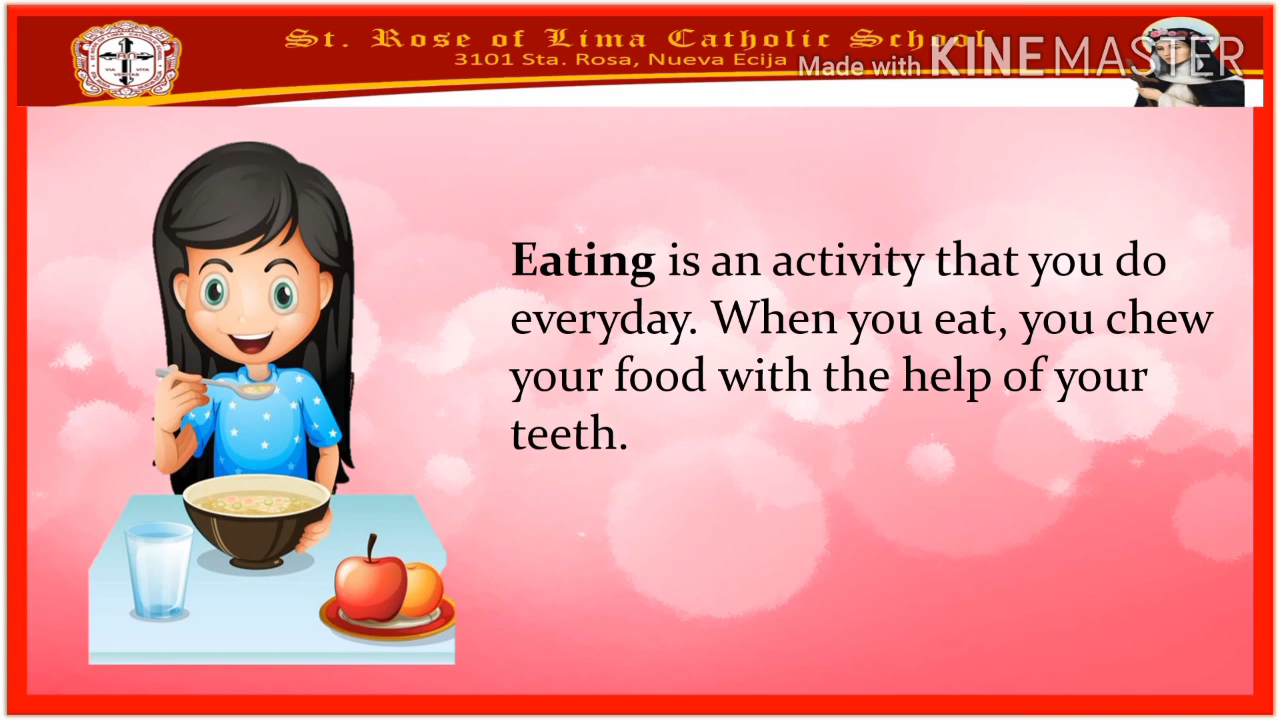 St. Rose of Lima Catholic School
3101 Sta. Rosa, Nueva Ecija
Made with KINEMASTER
Eating is an activity that you do
everyday. When you eat, you chew
your food with the help of your
teeth.